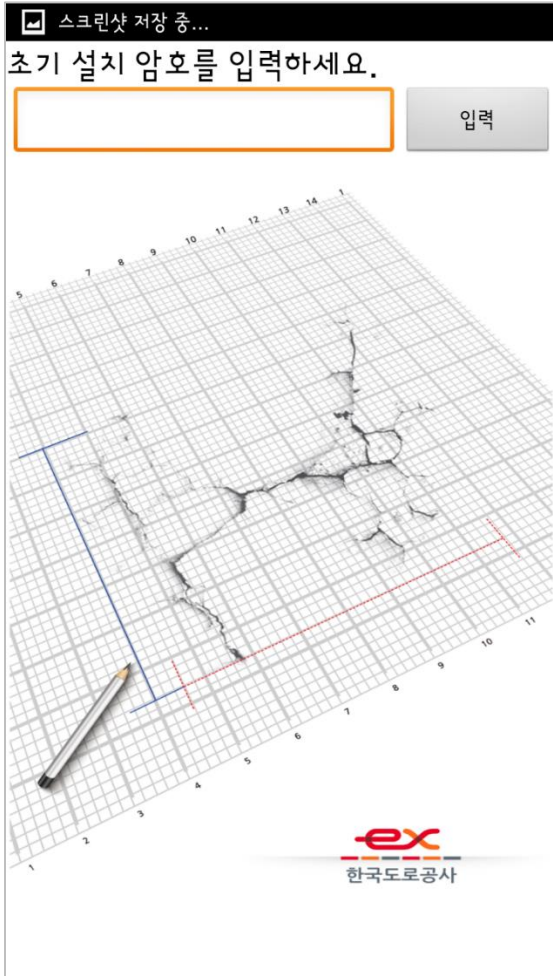 스크린샷 저장 중...
초기 설치 암호를 입력하세요.
입력
5 6 7 8 9 10 11 12 13 14 1
1 2 3 4 5 6 7 8 9 10 11
ex
한국도로공사